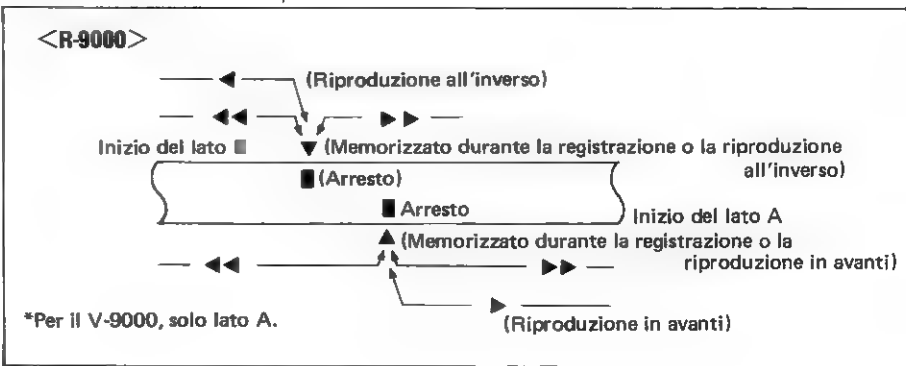 <R-9000>
(Riproduzione all'inverso)
Inizio del lato
(Memorizzato durante la registrazione o la riproduzione
all'inverso)
(Arresto)
Arresto
Inizio del lato A
(Memorizzato durante la registrazione o la
riproduzione in avanti)
*Per il V-9000, solo lato A.
(Riproduzione in avanti)